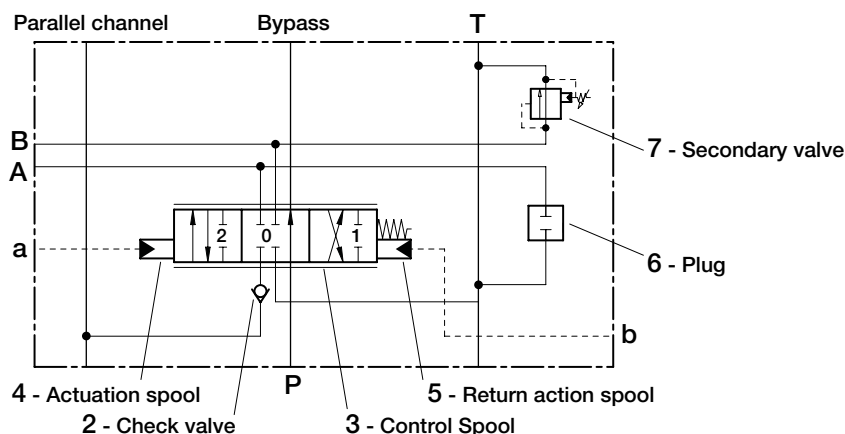 Parallel channel
Bypass
T
B
7 - Secondary valve
A
2 0 1
a
6 - Plug
b
P
4 - Actuation spool
5 - Return action spool
2 - Check valve
3 - Control Spool